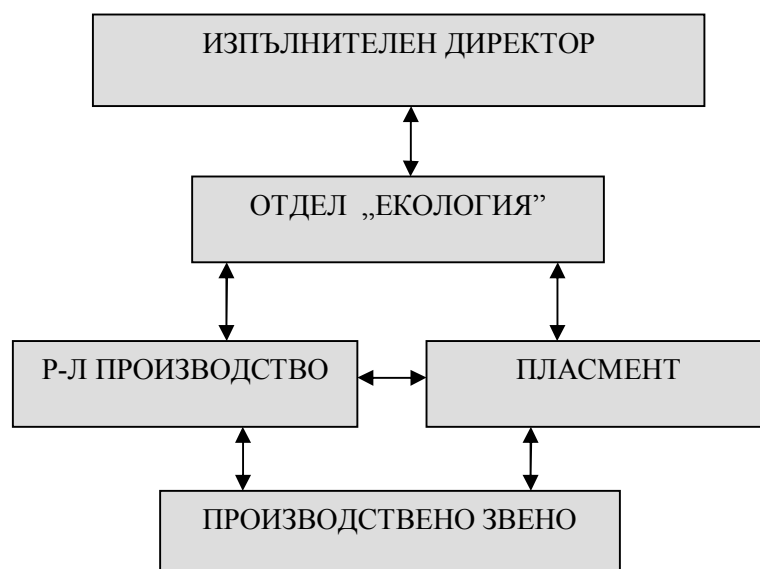 ИЗПЪЛНИТЕЛЕН ДИРЕКТОР
ОТДЕЛ „ЕКОЛОГИЯ”
Р-Л ПРОИЗВОДСТВО
ПЛАСМЕНТ
ПРОИЗВОДСТВЕНО ЗВЕНО